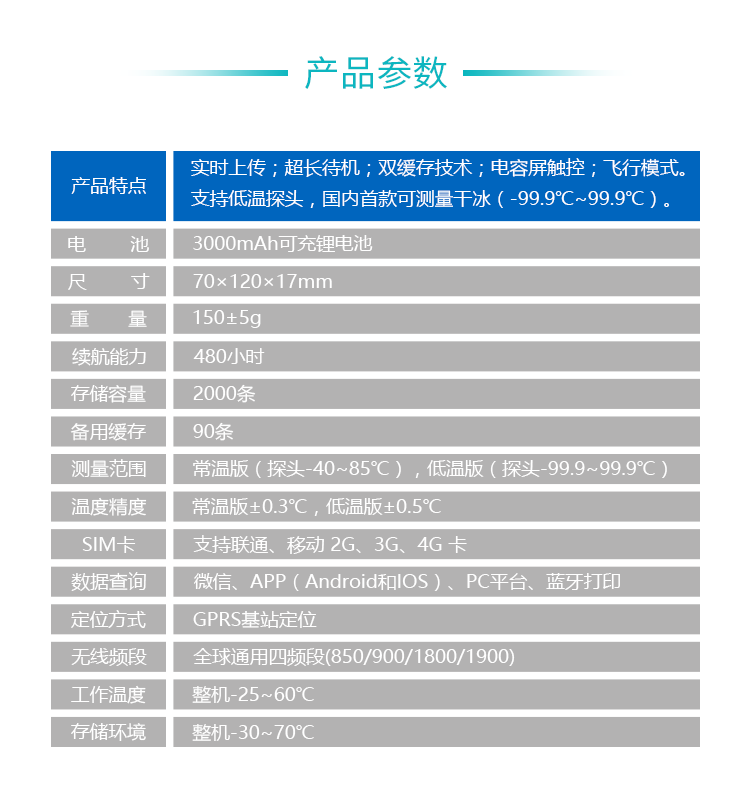 产品参数
产品特点 实时上传；超长待机；双缓存技术；电容屏触控；飞行模式。
支持低温探头，国内首款可测量干冰（-99.9℃~99.9℃）。
电 池 3000mAh可充锂电池
尺 寸 70×120×17mm
重 量 150±5g
续航能力 480小时
存储容量 2000条
备用缓存 90条
测量范围 常温版（探头-40~85℃），低温版（探头-99.9~99.9℃）
温度精度 常温版±0.3℃，低温版±0.5℃
SIM卡 支持联通、移动 2G、3G、4G 卡
数据查询 微信、APP（Android和IOS）、PC平台、蓝牙打印
定位方式 GPRS基站定位
无线频段 全球通用四频段(850/900/1800/1900)
工作温度 整机-25~60℃
存储环境 整机-30~70℃